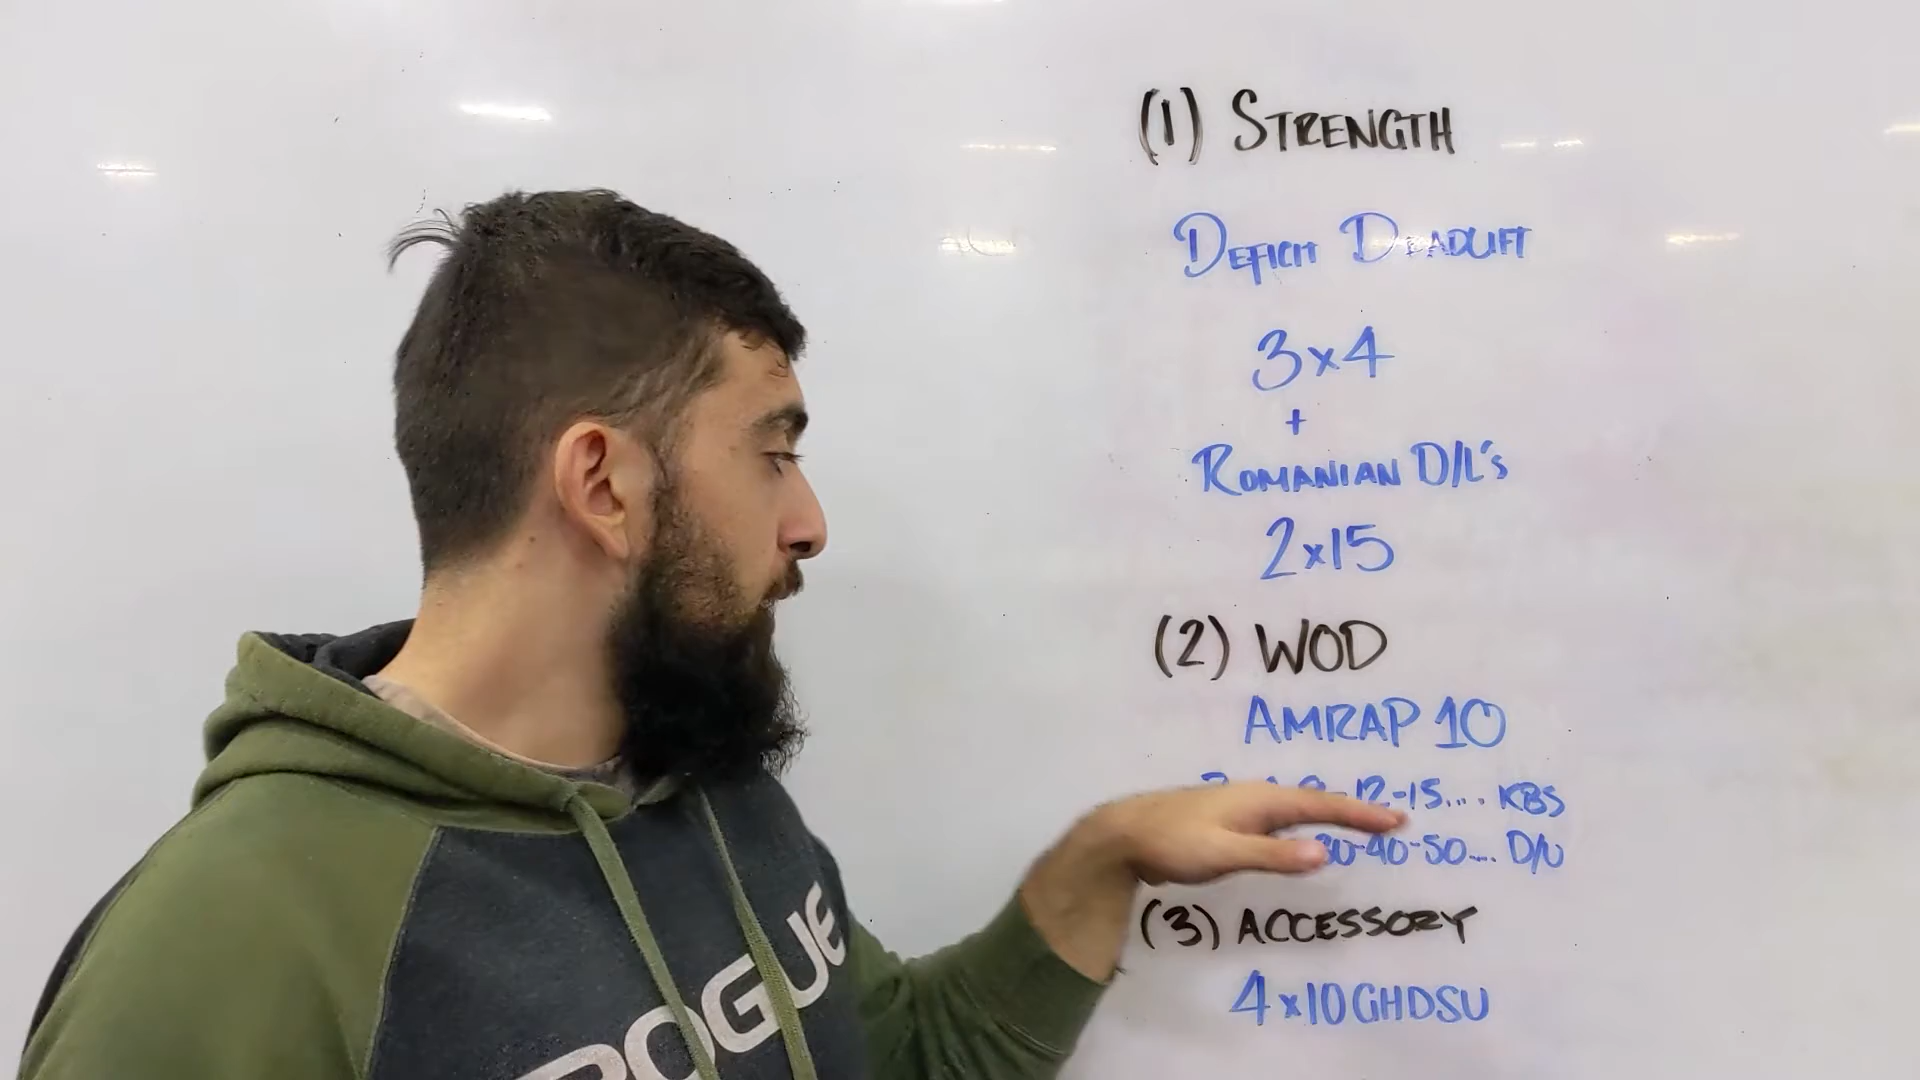 (1) STRENGTH
DEFICIT DEADLIFT
3x4
+
ROMANIAN D/L's
2x15
(2) WOD
AMRAP 10
9-12-15.... KBS
30-40-50.... D/U
(3) ACCESSORY
4x10 GHDSU
ROGUE